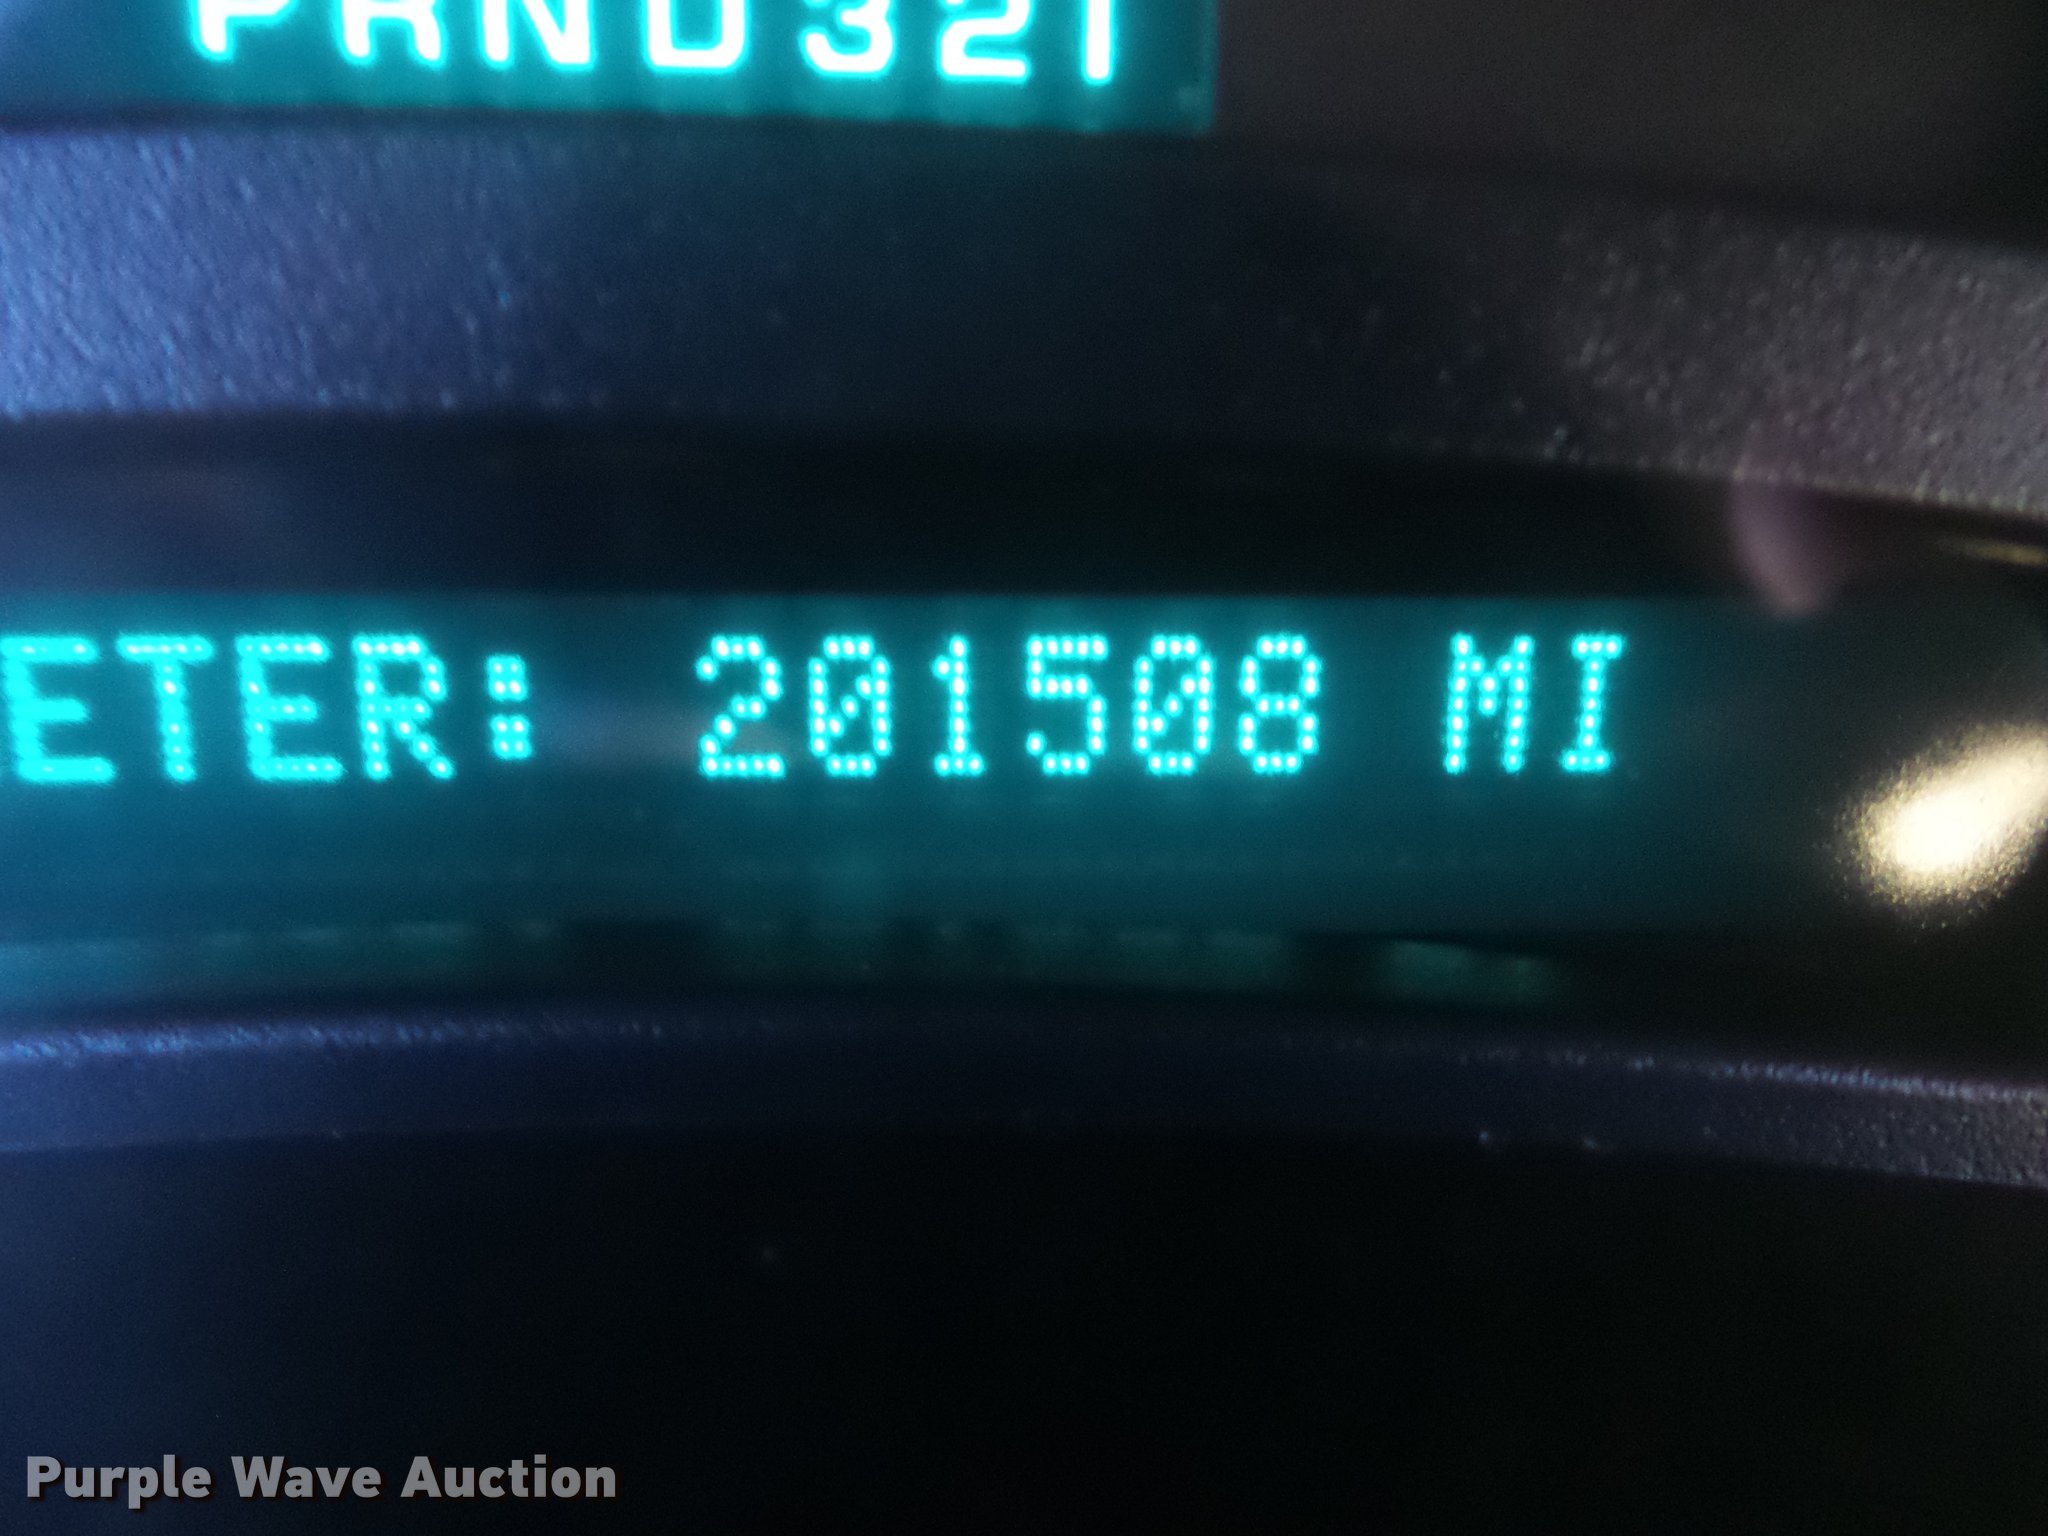 PRND321
ETER: 201508 MI
Purple Wave Auction